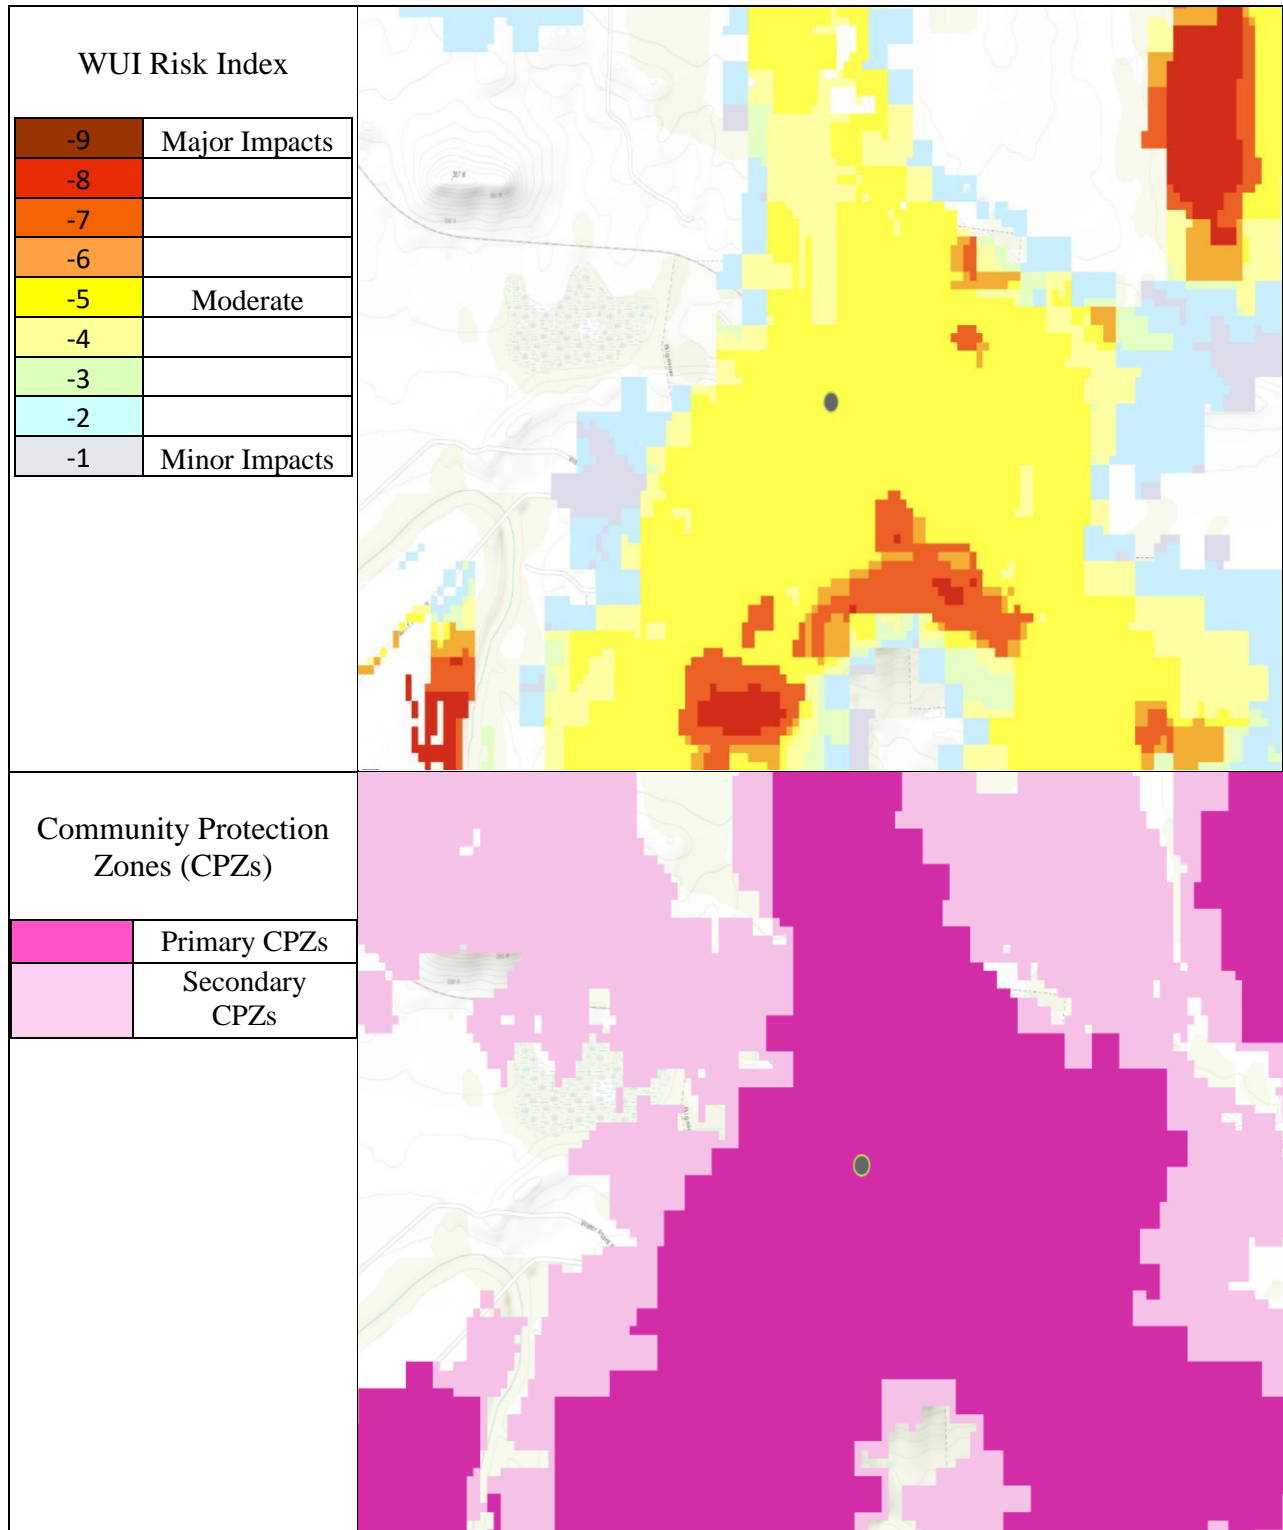 WUI Risk Index
-9 Major Impacts
-8
-7
-6
-5 Moderate
-4
-3
-2
-1 Minor Impacts
Community Protection
Zones (CPZs)
Primary CPZs
Secondary
CPZs